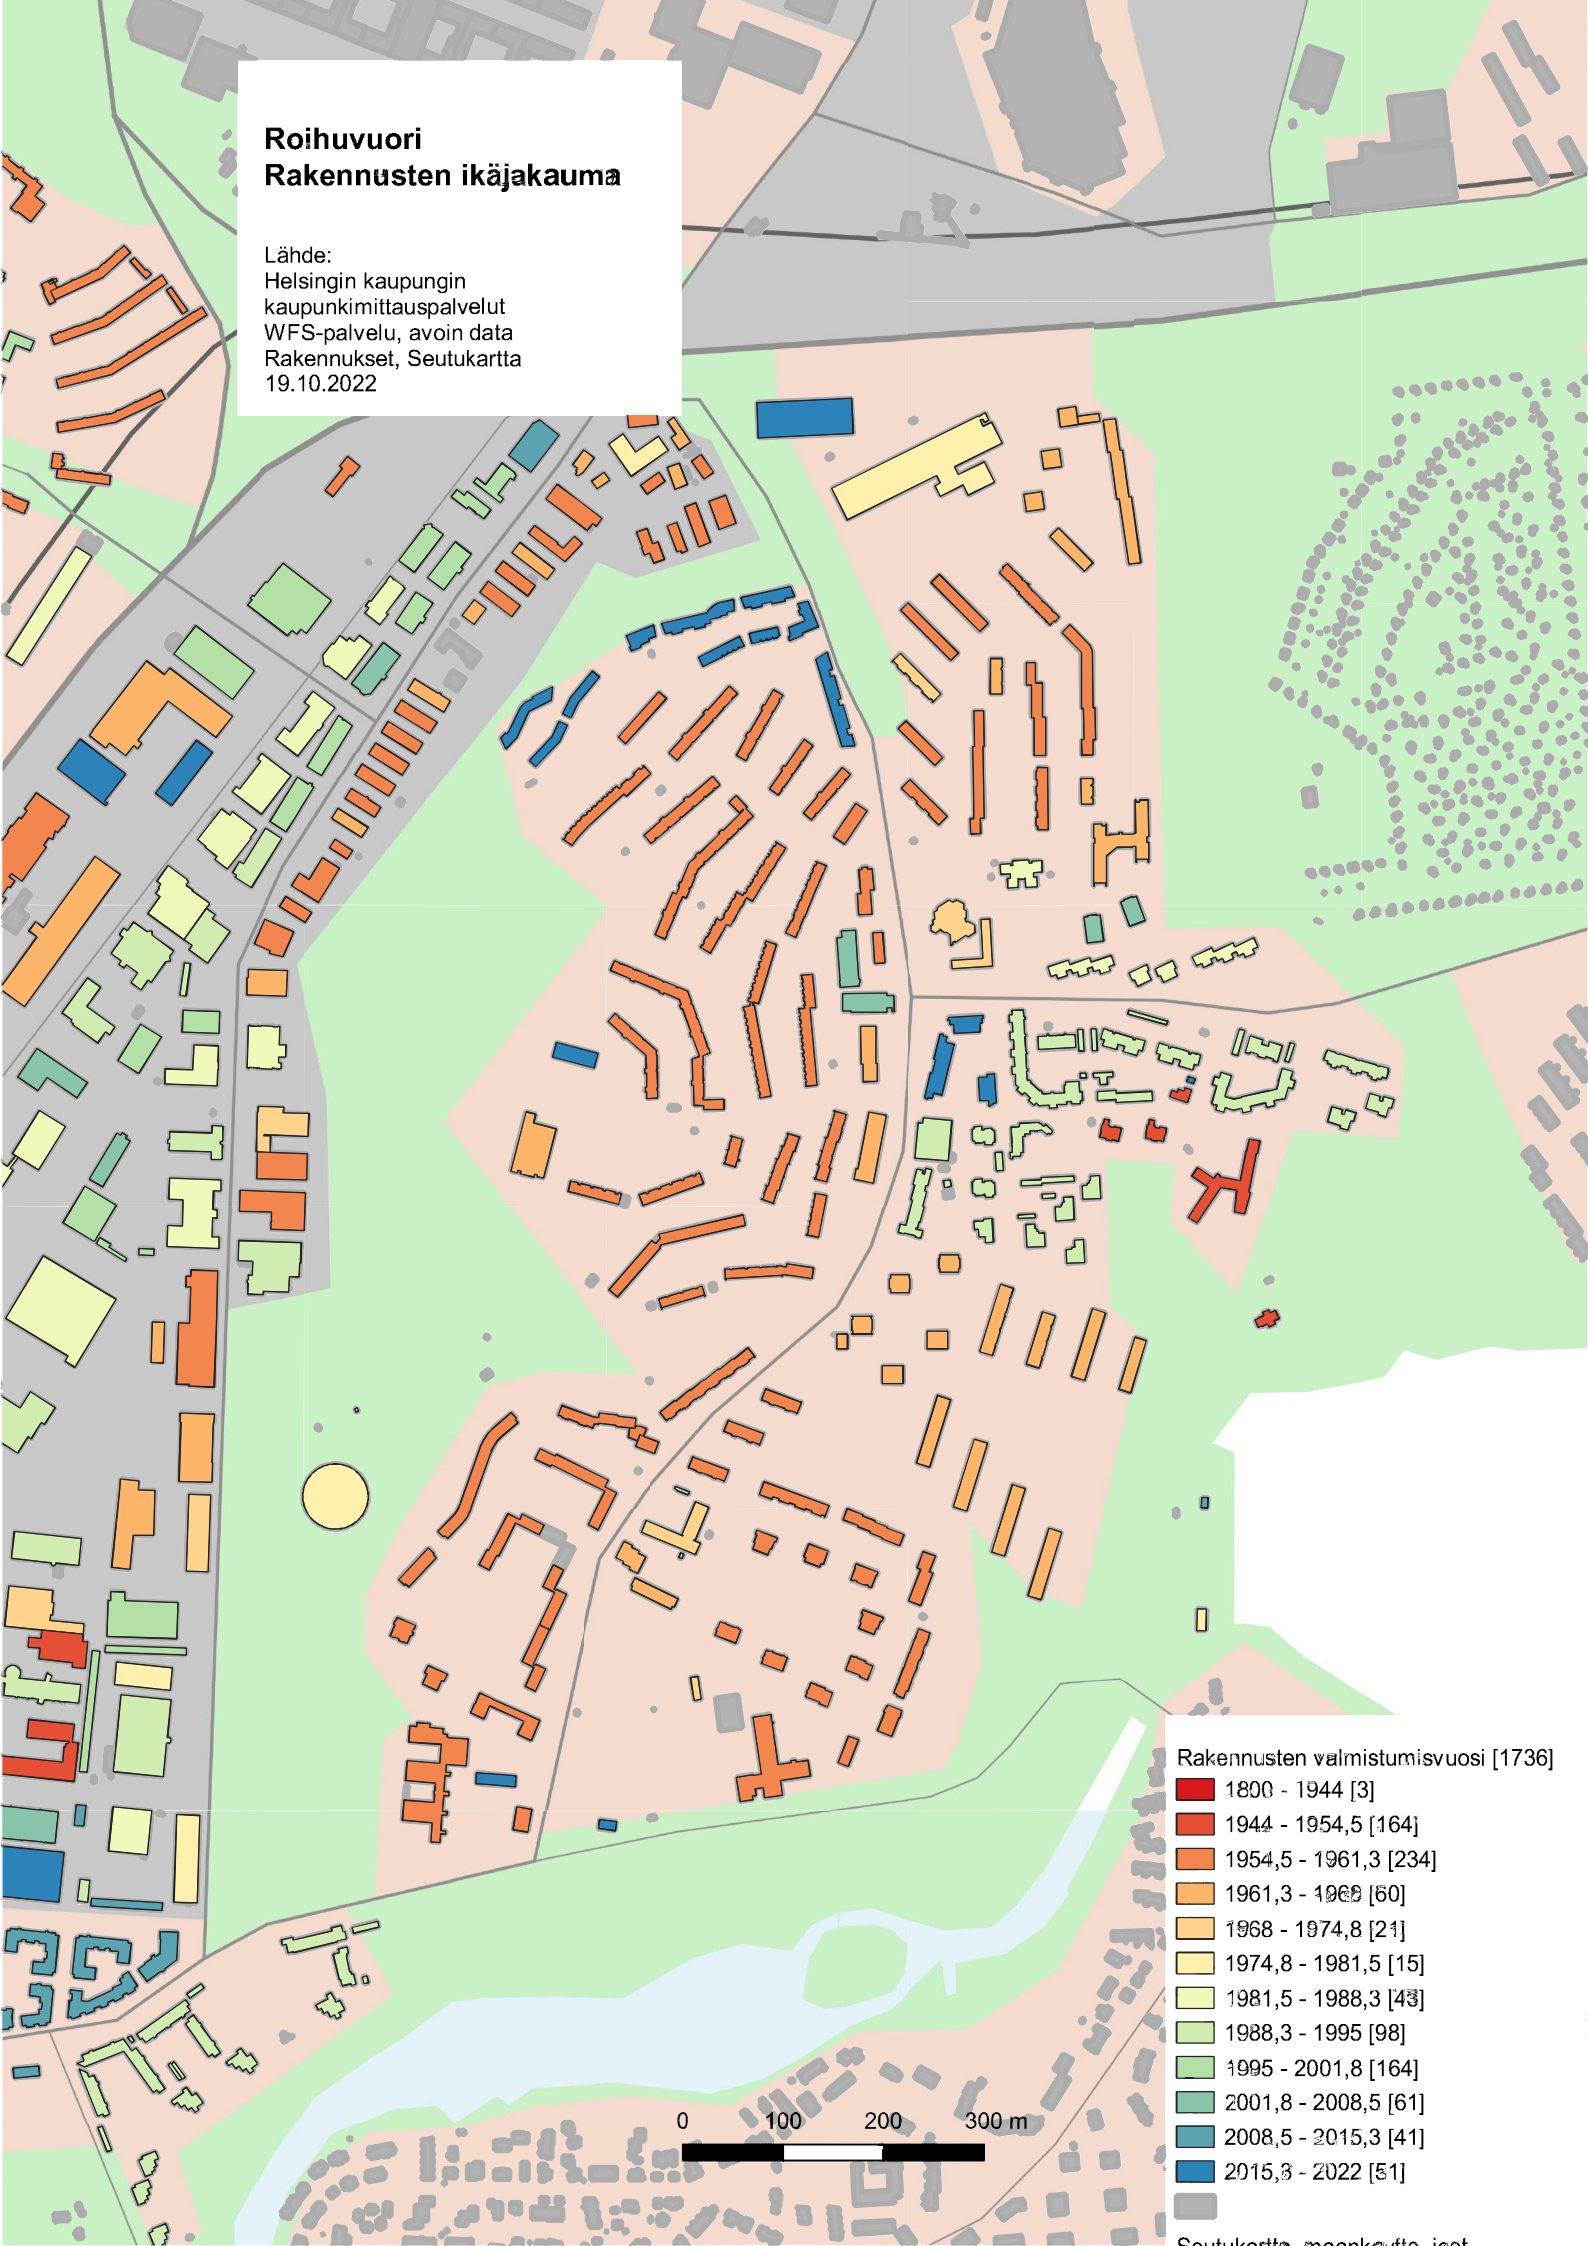 Roihuvuori
Rakennusten ikäjakauma
Lähde:
Helsingin kaupungin
kaupunkimittauspalvelut
WFS-palvelu, avoin data
Rakennukset, Seutukartta
19.10.2022
0 100 200 300 m
Rakennusten valmistumisvuosi [1736]
1800 - 1944 [3]
1944 - 1954,5 [164]
1954,5 - 1961,3 [234]
1961,3 - 1968 [60]
1968 - 1974,8 [21]
1974,8 - 1981,5 [15]
1981,5 - 1988,3 [43]
1988,3 - 1995 [98]
1995 - 2001,8 [164]
2001,8 - 2008,5 [61]
2008,5 - 2015,3 [41]
2015,3 - 2022 [51]